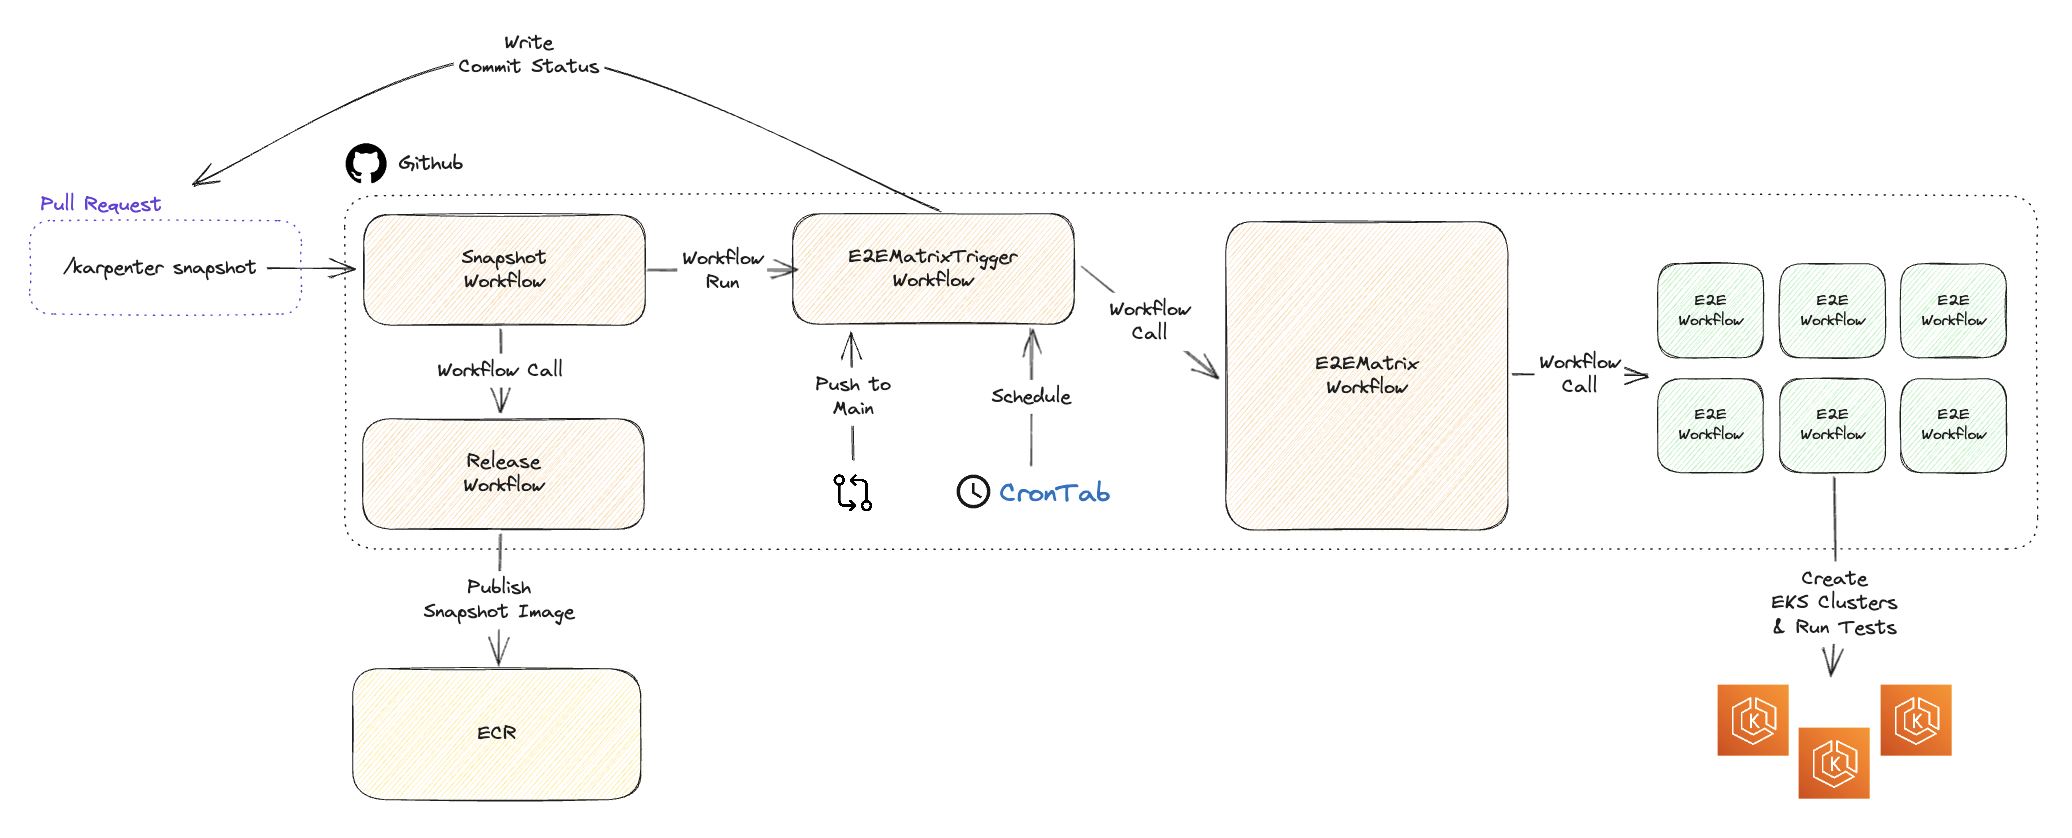 Write
Commit Status
Github
Pull Request
/karpenter snapshot
Snapshot
Workflow
Workflow
Run
E2EMatrixTrigger
Workflow
Workflow
Call
Workflow Call
Push to
Main
Schedule
CronTab
Release
Workflow
E2EMatrix
Workflow
Workflow
Call
E2E
Workflow
E2E
Workflow
E2E
Workflow
E2E
Workflow
E2E
Workflow
E2E
Workflow
Publish
Snapshot Image
ECR
Create
EKS Clusters
& Run Tests
K
K
K